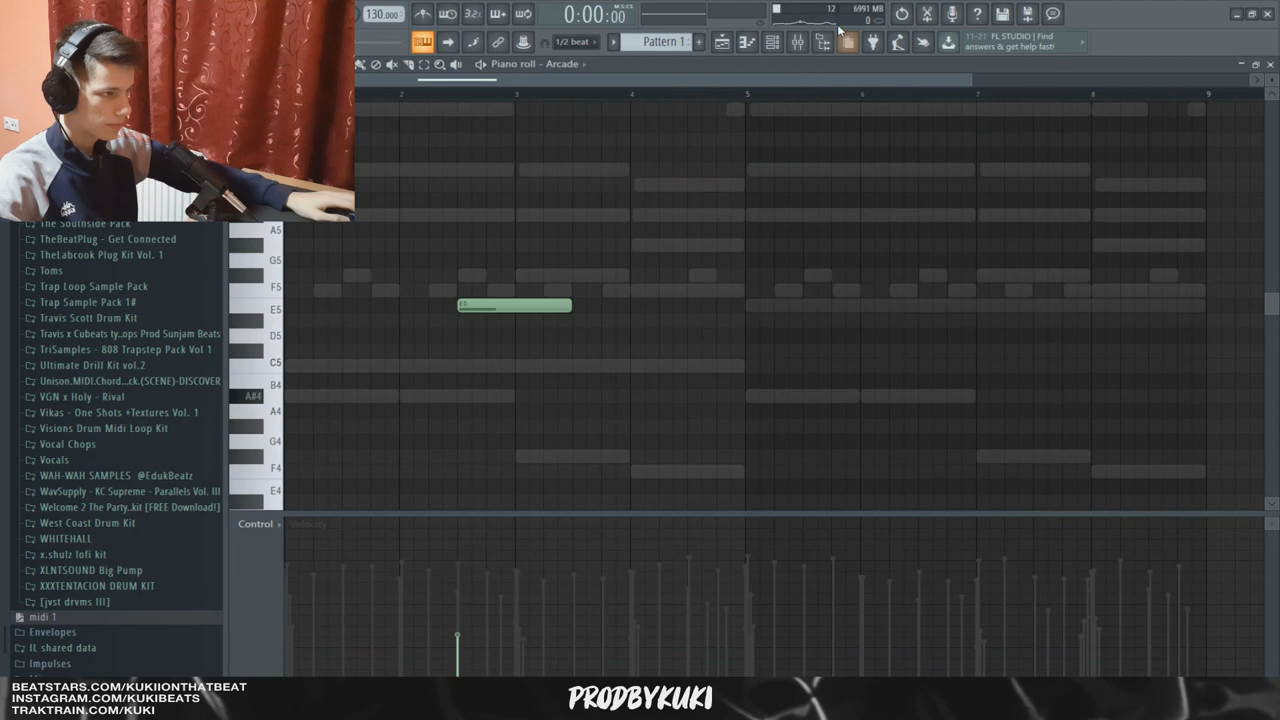 130.000
3.2:
0:00:00
M:S:CS
12
6991 MB
0
1/2 beat
Pattern 1
+
11-21 FL STUDIO | Find
answers & get help fast!
Piano roll - Arcade
2 3 4 5 6 7 8 9
The Southside Pack
TheBeatPlug - Get Connected
TheLabcook Plug Kit Vol. 1
Toms
Trap Loop Sample Pack
Trap Sample Pack 1#
Travis Scott Drum Kit
Travis x Cubeats ty..ops Prod Sunjam Beats
TriSamples - 808 Trapstep Pack Vol 1
Ultimate Drill Kit vol.2
Unison.MIDI.Chord...ck.(SCENE)-DISCOVER
VGN x Holy - Rival
Vikas - One Shots +Textures Vol. 1
Visions Drum Midi Loop Kit
Vocal Chops
Vocals
WAH-WAH SAMPLES @EdukBeatz
WavSupply - KC Supreme - Parallels Vol. III
Welcome 2 The Party..kit [FREE Download!]
West Coast Drum Kit
WHITEHALL
x.shulz lofi kit
XLNTSOUND Big Pump
XXXTENTACION DRUM KIT
[jvst drvms III]
midi 1
Envelopes
IL shared data
Impulses
A5
G5
F5
E5
D5
C5
B4
A#4
A4
G4
F4
E4
E5
Control
Velocity
BEATSTARS.COM/KUKIIONTHATBEAT
INSTAGRAM.COM/KUKIBEATS
TRAKTRAIN.COM/KUKI
PRODBYKUKI